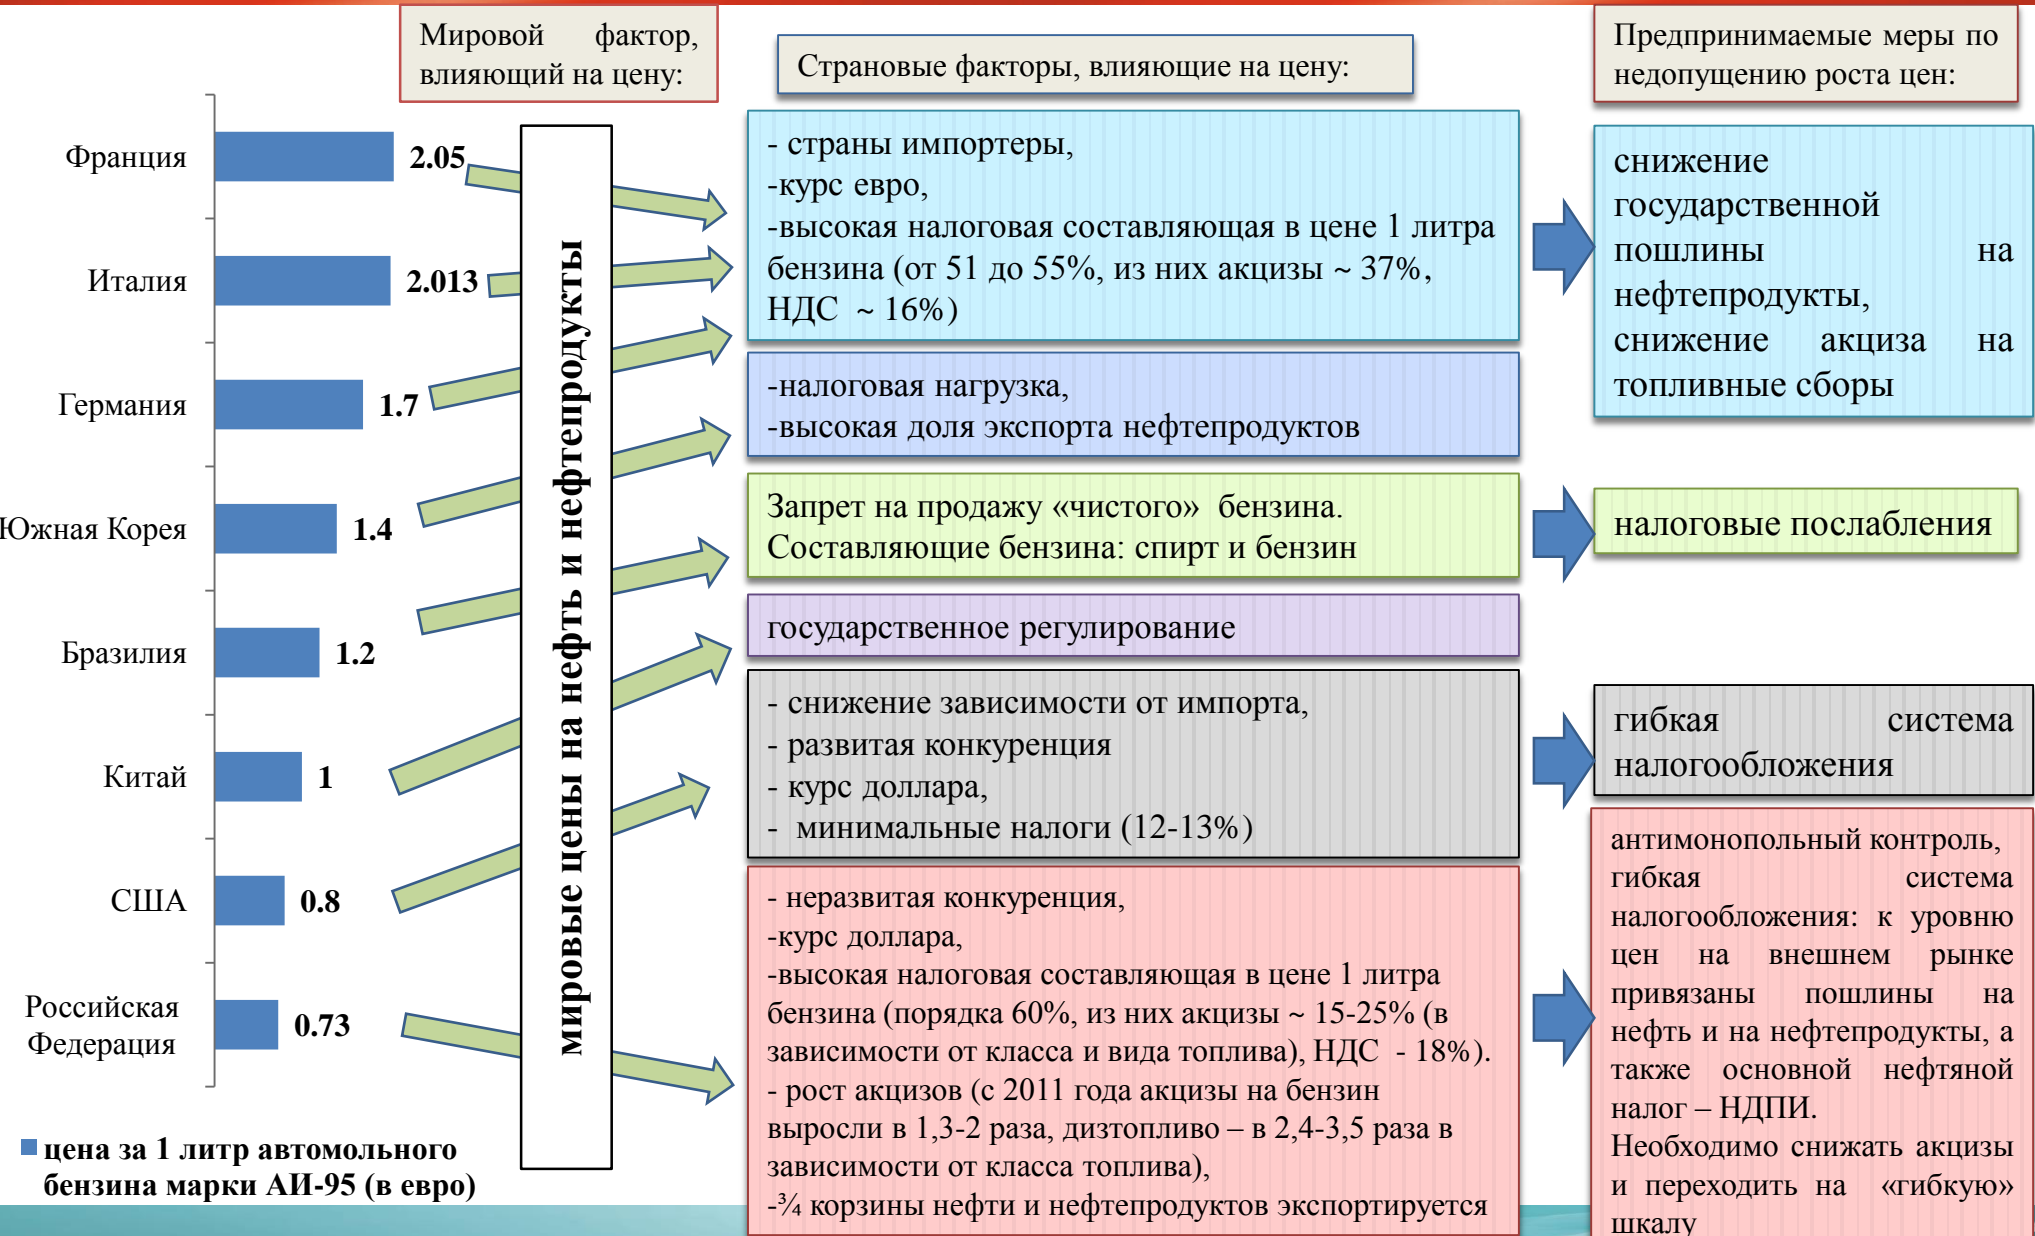 Мировой фактор,
влияющий на цену:
Страновые факторы, влияющие на цену:
Предпринимаемые меры по
недопущению роста цен:
Франция
2.05
Италия
2.013
Германия
1.7
Южная Корея
1.4
Бразилия
1.2
Китай
1
США
0.8
Российская
Федерация
0.73
цена за 1 литр автомольного
бензина марки АИ-95 (в евро)
мировые цены на нефть и нефтепродукты
- страны импортеры,
-курс евро,
-высокая налоговая составляющая в цене 1 литра
бензина (от 51 до 55%, из них акцизы ~ 37%,
НДС ~ 16%)
-налоговая нагрузка,
-высокая доля экспорта нефтепродуктов
Запрет на продажу «чистого» бензина.
Составляющие бензина: спирт и бензин
государственное регулирование
- снижение зависимости от импорта,
- развитая конкуренция
- курс доллара,
- минимальные налоги (12-13%)
- неразвитая конкуренция,
-курс доллара,
-высокая налоговая составляющая в цене 1 литра
бензина (порядка 60%, из них акцизы ~ 15-25% (в
зависимости от класса и вида топлива), НДС - 18%).
- рост акцизов (с 2011 года акцизы на бензин
выросли в 1,3-2 раза, дизтопливо – в 2,4-3,5 раза в
зависимости от класса топлива),
-¾ корзины нефти и нефтепродуктов экспортируется
снижение
государственной
пошлины на
нефтепродукты,
снижение акциза на
топливные сборы
налоговые послабления
гибкая система
налогообложения
антимонопольный контроль,
гибкая система
налогообложения: к уровню
цен на внешнем рынке
привязаны пошлины на
нефть и на нефтепродукты, а
также основной нефтяной
налог – НДПИ.
Необходимо снижать акцизы
и переходить на «гибкую»
шкалу